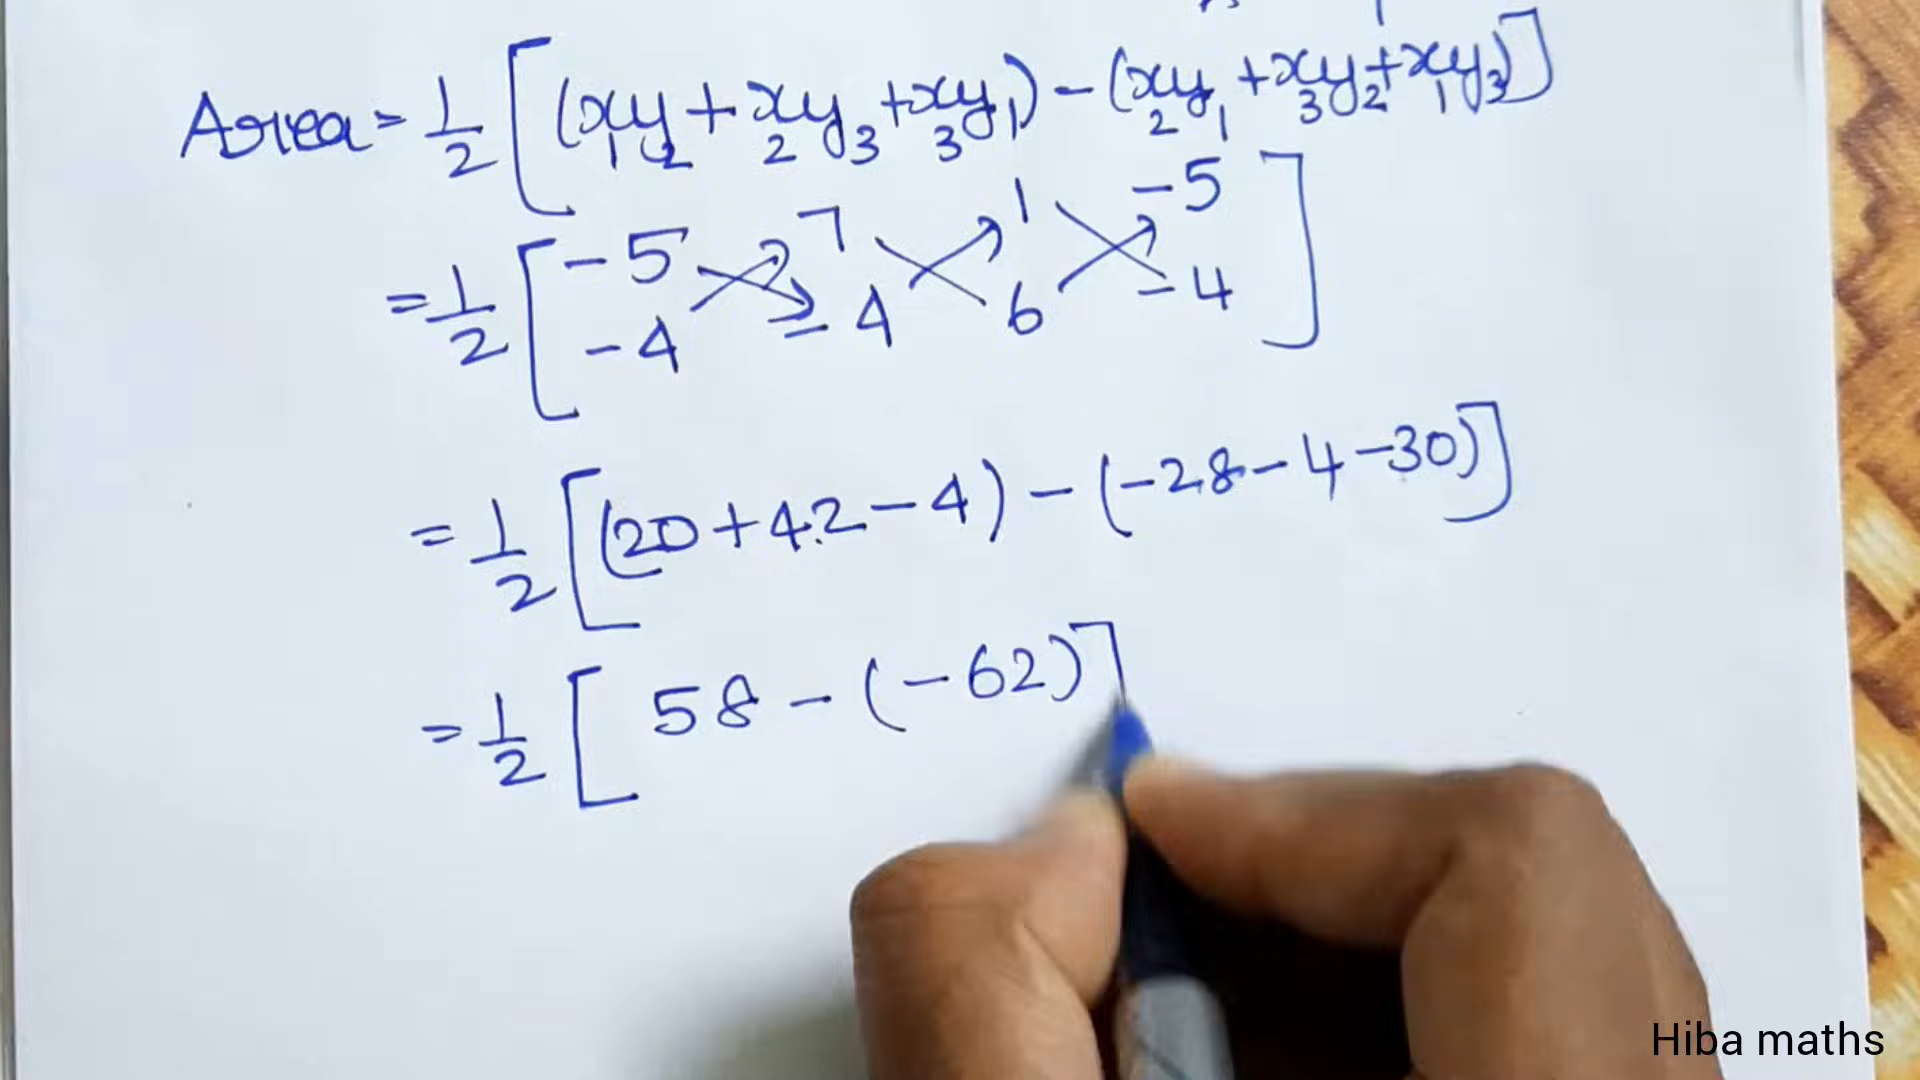 Area = 1/2 [(x₁y₂ + x₂y₃ + x₃y₁) - (x₂y₁ + x₃y₂ + x₁y₃)]
= 1/2 [ -5 7 1 -5
-4 -4 6 -4 ]
= 1/2 [(20 + 42 - 4) - (-28 - 4 - 30)]
= 1/2 [ 58 - (-62)]
Hiba maths